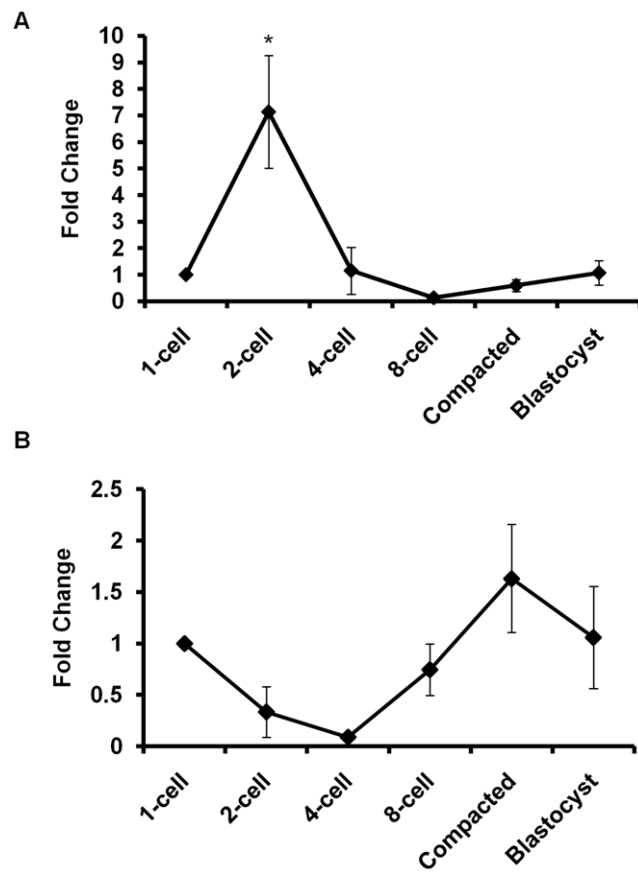 A
*
Fold Change
10
9
8
7
6
5
4
3
2
1
0
1-cell
2-cell
4-cell
8-cell
Compacted
Blastocyst
B
Fold Change
2.5
2
1.5
1
0.5
0
1-cell
2-cell
4-cell
8-cell
Compacted
Blastocyst